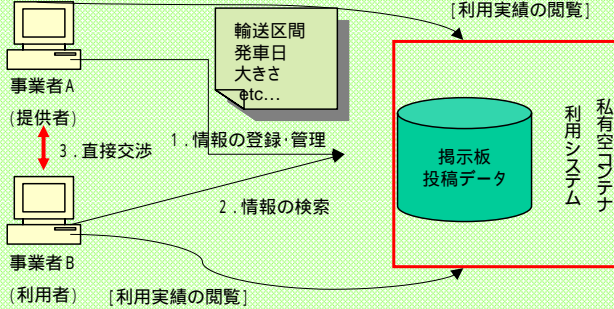 [利用実績の閲覧]
輸送区間
発車日
大きさ
etc...
事業者A
(提供者)
1.情報の登録･管理
3.直接交渉
掲示板
投稿データ
私有空コンテナ
利用システム
2.情報の検索
事業者B
(利用者)
[利用実績の閲覧]